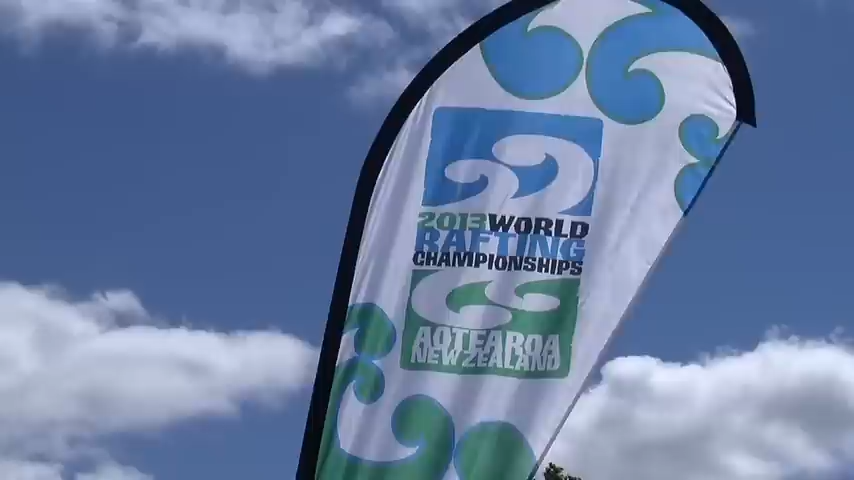 2013 WORLD
RAFTING
CHAMPIONSHIPS
AOTEAROA
NEW ZEALAND